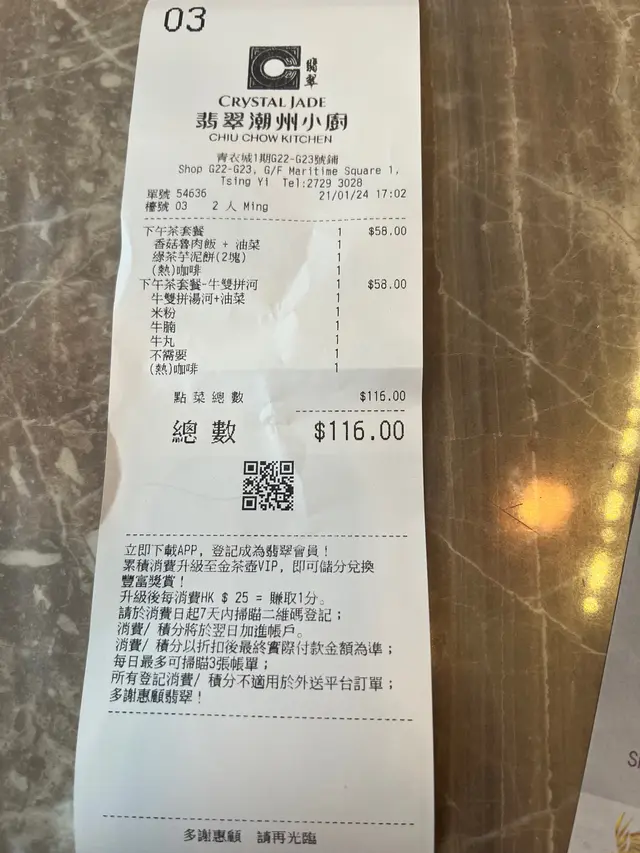 03
翡翠
CRYSTAL JADE
翡翠潮州小廚
CHIU CHOW KITCHEN
青衣城1期G22-G23號鋪
Shop G22-G23, G/F Maritime Square 1,
Tsing Yi Tel:2729 3028
單號 54636 21/01/24 17:02
檯號 03 2 人 Ming
下午茶套餐 1 $58.00
香菇魯肉飯 + 油菜 1
綠茶芋泥餅(2塊) 1
(熱)咖啡 1
下午茶套餐-牛雙拼河 1 $58.00
牛雙拼湯河+油菜 1
米粉 1
牛腩 1
牛丸 1
不需要 1
(熱)咖啡 1
點菜總數 $116.00
總數 $116.00
立即下載APP, 登記成為翡翠會員!
累積消費升級至金茶壺VIP, 即可儲分兌換
豐富獎賞!
升級後每消費HK $ 25 = 賺取1分。
請於消費日起7天內掃瞄二維碼登記;
消費/ 積分將於翌日加進帳戶。
消費/ 積分以折扣後最終實際付款金額為準;
每日最多可掃瞄3張帳單;
所有登記消費/ 積分不適用於外送平台訂單;
多謝惠顧翡翠!
多謝惠顧 請再光臨